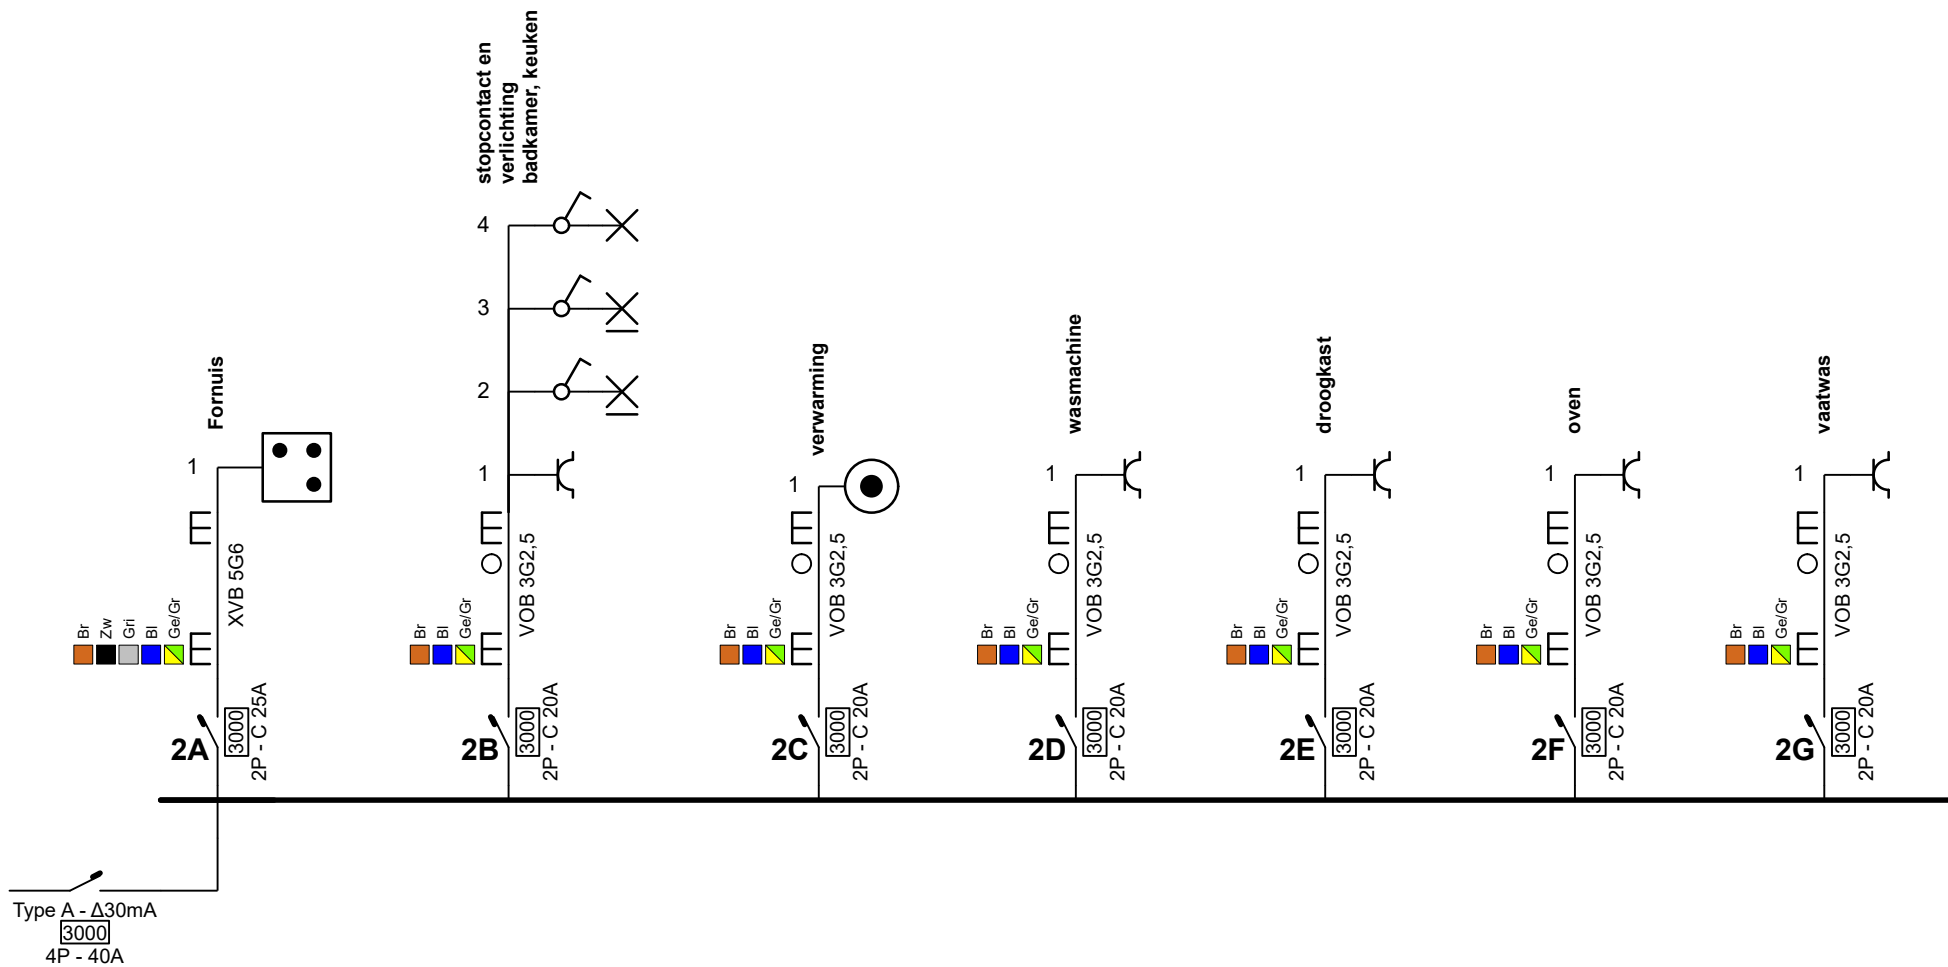 stopcontact en
verlichting
badkamer, keuken
4
3
2
1
Fornuis
1
verwarming
1
wasmachine
1
droogkast
1
oven
1
vaatwas
1
XVB 5G6
VOB 3G2,5
VOB 3G2,5
VOB 3G2,5
VOB 3G2,5
VOB 3G2,5
VOB 3G2,5
Br
Zw
Gri
Bl
Ge/Gr
Br
Bl
Ge/Gr
Br
Bl
Ge/Gr
Br
Bl
Ge/Gr
Br
Bl
Ge/Gr
Br
Bl
Ge/Gr
Br
Bl
Ge/Gr
2A
3000
2P - C 25A
2B
3000
2P - C 20A
2C
3000
2P - C 20A
2D
3000
2P - C 20A
2E
3000
2P - C 20A
2F
3000
2P - C 20A
2G
3000
2P - C 20A
Type A - Δ30mA
3000
4P - 40A